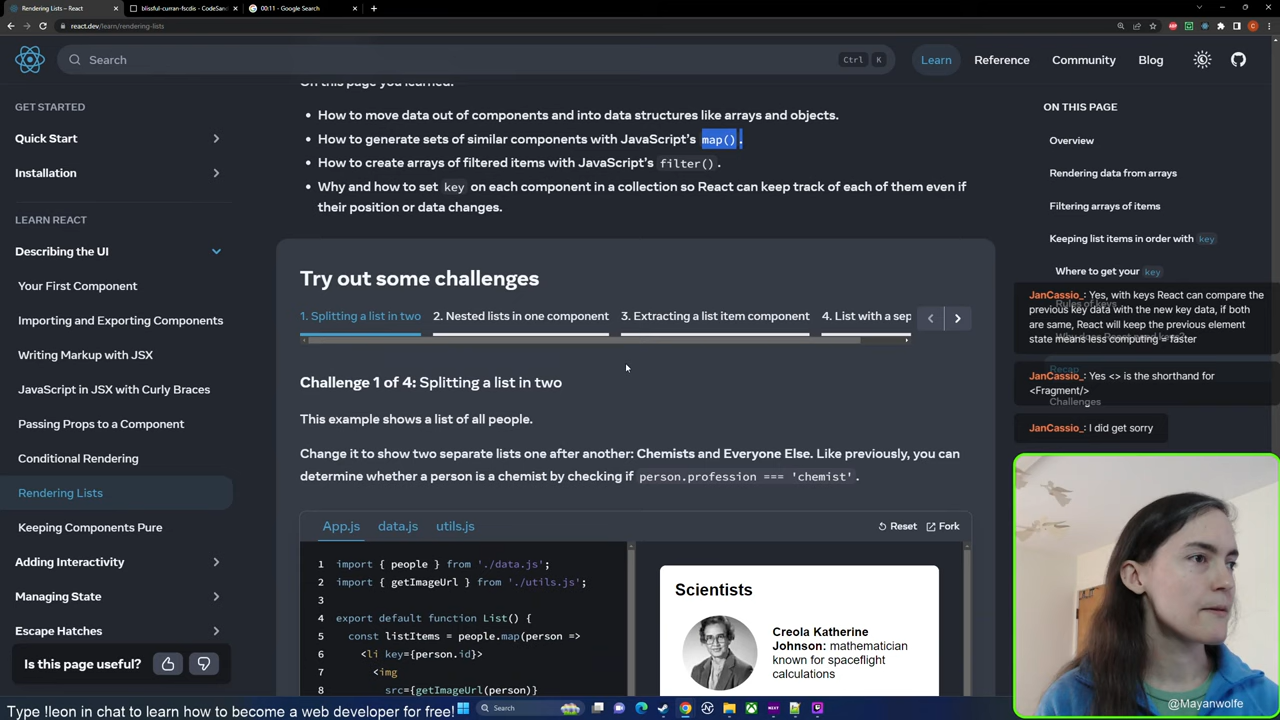 Rendering Lists – React
blissful-curran-fscdis - CodeSan
00:11 - Google Search
react.dev/learn/rendering-lists
Search
Ctrl K
Learn
Reference
Community
Blog
GET STARTED
Quick Start
Installation
LEARN REACT
Describing the UI
Your First Component
Importing and Exporting Components
Writing Markup with JSX
JavaScript in JSX with Curly Braces
Passing Props to a Component
Conditional Rendering
Rendering Lists
Keeping Components Pure
Adding Interactivity
Managing State
Escape Hatches
Is this page useful?
On this page you learned:
How to move data out of components and into data structures like arrays and objects.
How to generate sets of similar components with JavaScript’s map().
How to create arrays of filtered items with JavaScript’s filter().
Why and how to set key on each component in a collection so React can keep track of each of them even if
their position or data changes.
Try out some challenges
1. Splitting a list in two
2. Nested lists in one component
3. Extracting a list item component
4. List with a sep
Challenge 1 of 4: Splitting a list in two
This example shows a list of all people.
Change it to show two separate lists one after another: Chemists and Everyone Else. Like previously, you can
determine whether a person is a chemist by checking if person.profession === 'chemist'.
App.js
data.js
utils.js
Reset
Fork
1 import { people } from './data.js';
2 import { getImageUrl } from './utils.js';
3
4 export default function List() {
5 const listItems = people.map(person =>
6 <li key={person.id}>
7 <img
8 src={getImageUrl(person)}
Scientists
Creola Katherine
Johnson: mathematician
known for spaceflight
calculations
ON THIS PAGE
Overview
Rendering data from arrays
Filtering arrays of items
Keeping list items in order with key
Where to get your key
Rules of keys
Recap
Challenges
JanCassio_: Yes, with keys React can compare the
previous key data with the new key data, if both
are same, React will keep the previous element
state means less computing = faster
JanCassio_: Yes <> is the shorthand for
<Fragment/>
JanCassio_: I did get sorry
@Mayanwolfe
Type !leon in chat to learn how to become a web developer for free!
Search